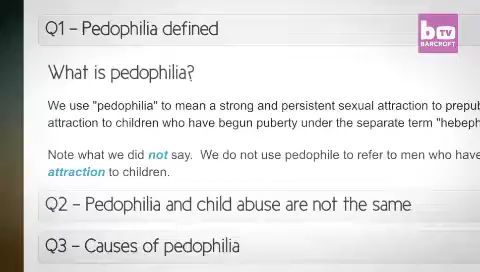 Q1 - Pedophilia defined
b TV
BARCROFT
What is pedophilia?
We use "pedophilia" to mean a strong and persistent sexual attraction to prepub
attraction to children who have begun puberty under the separate term "hebeph
Note what we did not say. We do not use pedophile to refer to men who have
attraction to children.
Q2 - Pedophilia and child abuse are not the same
Q3 - Causes of pedophilia